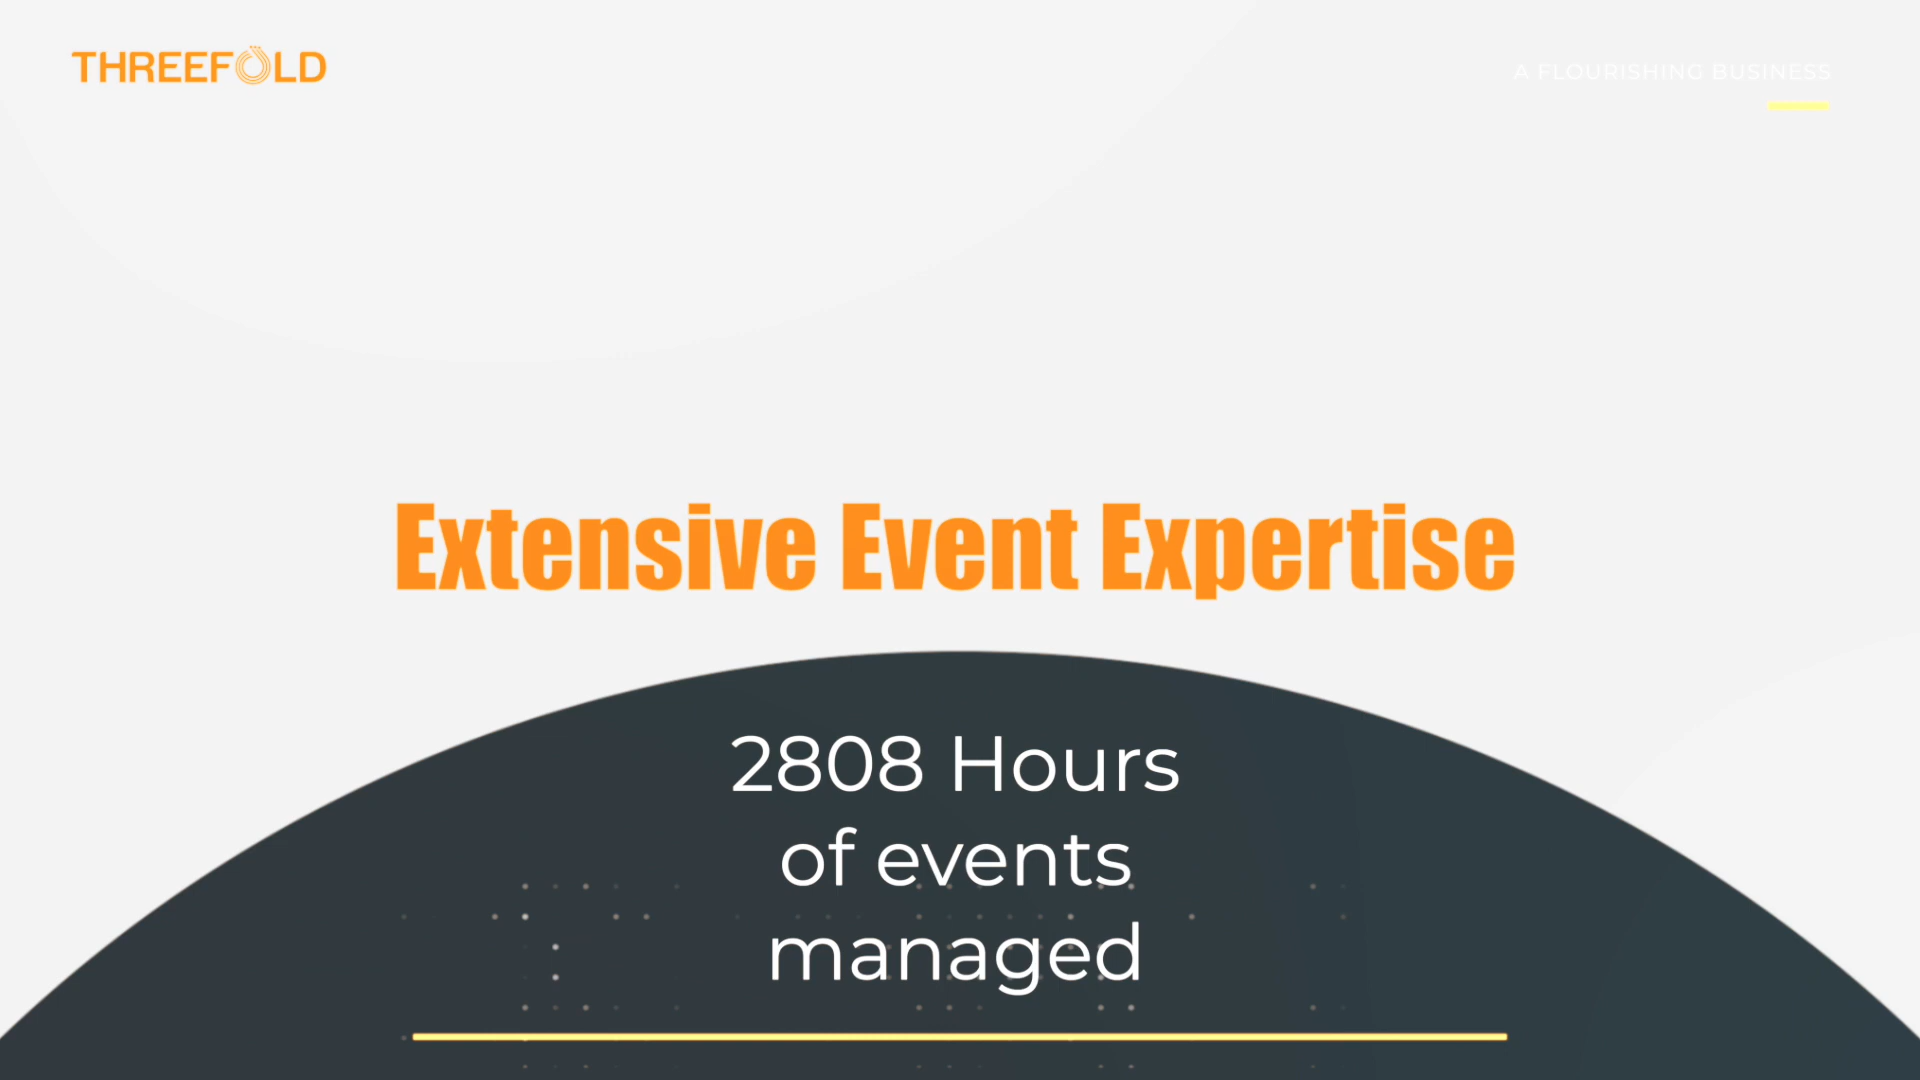 THREEFOLD
A FLOURISHING BUSINESS
Extensive Event Expertise
2808 Hours
of events
managed